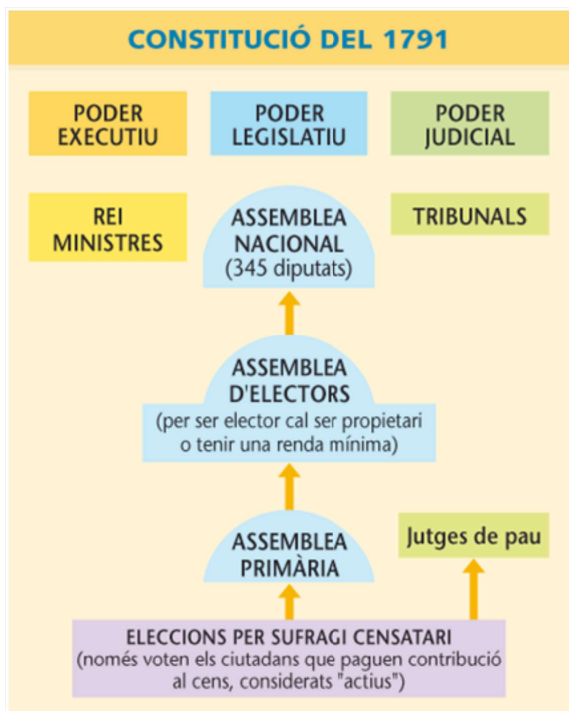 CONSTITUCIÓ DEL 1791
PODER
EXECUTIU
PODER
LEGISLATIU
PODER
JUDICIAL
REI
MINISTRES
ASSEMBLEA
NACIONAL
(345 diputats)
TRIBUNALS
ASSEMBLEA
D'ELECTORS
(per ser elector cal ser propietari
o tenir una renda mínima)
ASSEMBLEA
PRIMÀRIA
Jutges de pau
ELECCIONS PER SUFRAGI CENSATARI
(només voten els ciutadans que paguen contribució
al cens, considerats "actius")